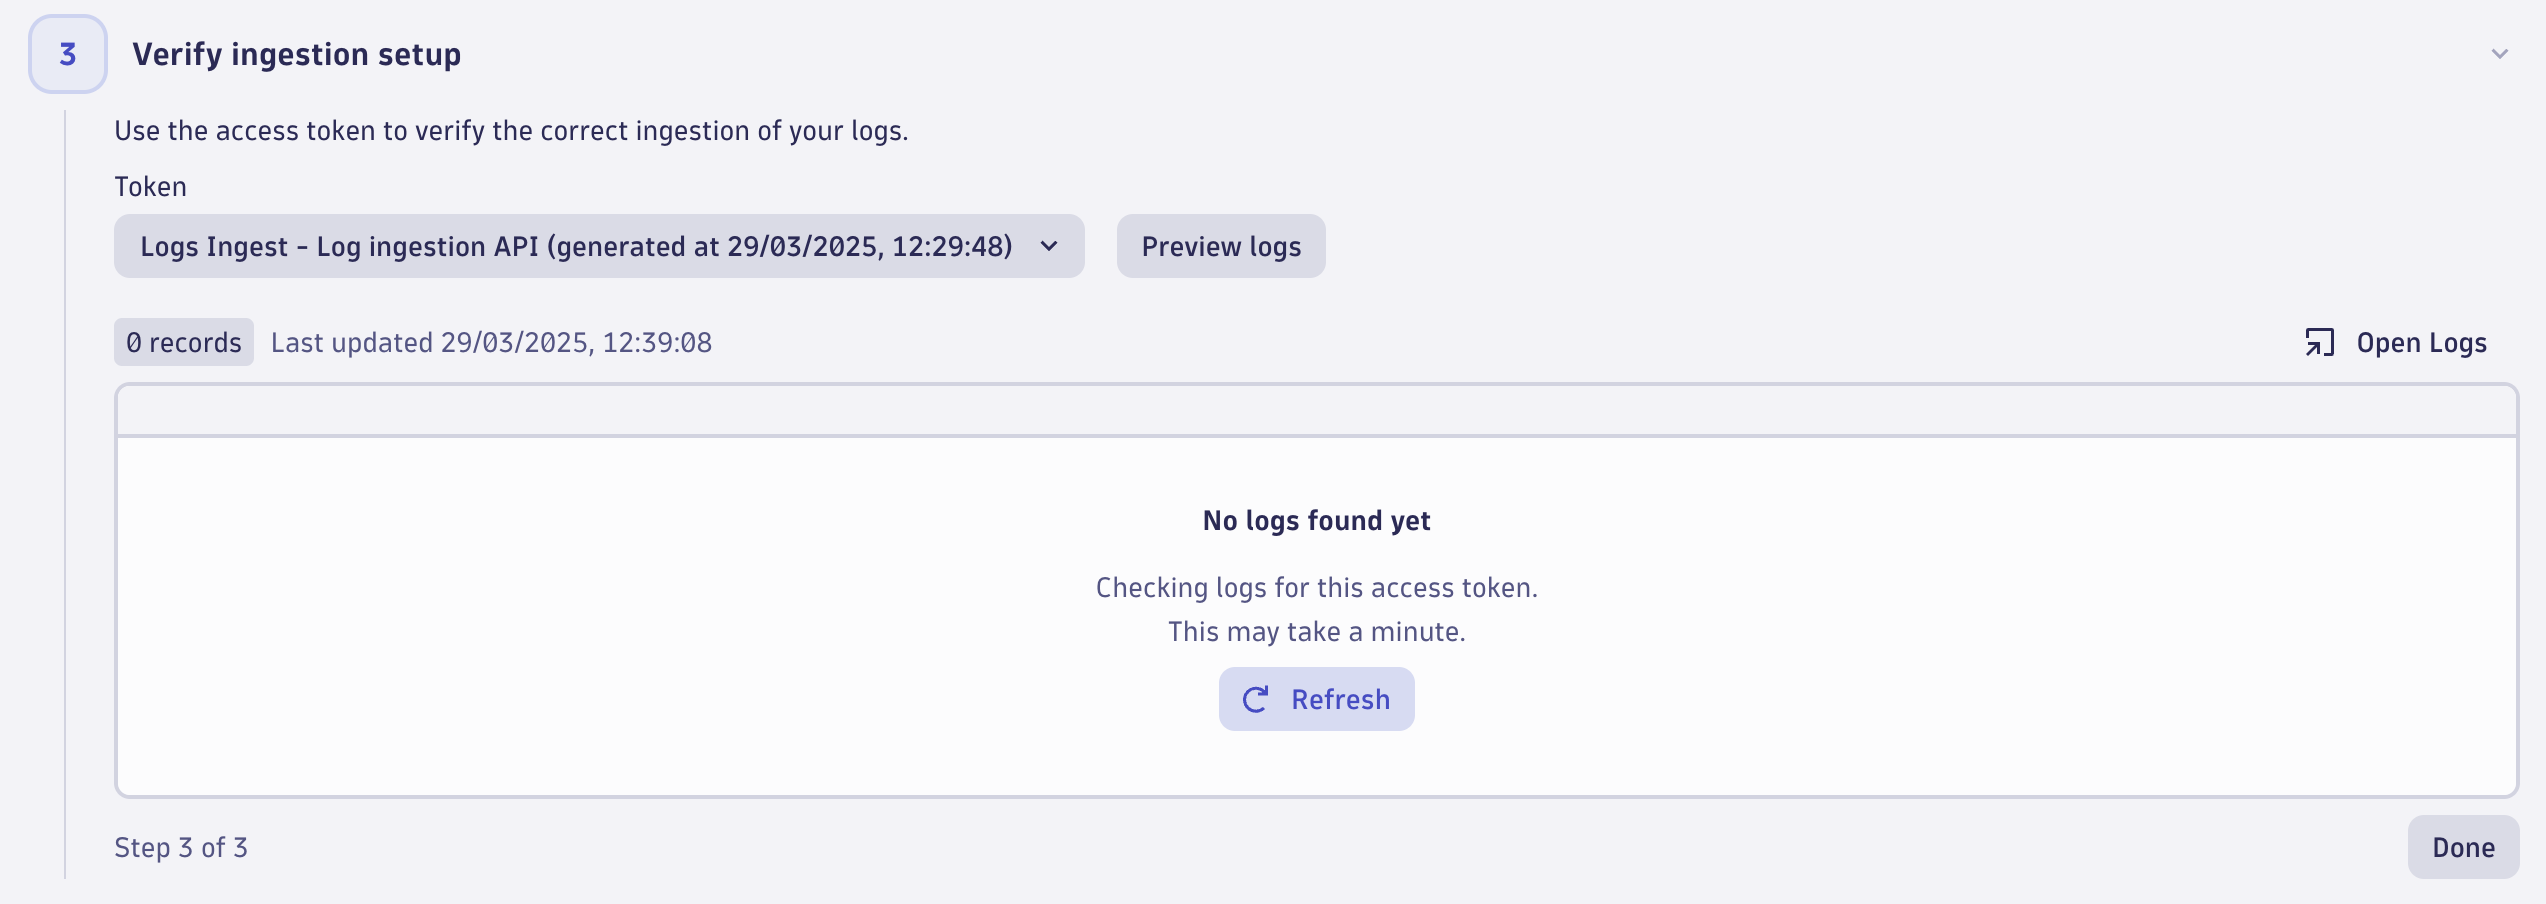 3
Verify ingestion setup
Use the access token to verify the correct ingestion of your logs.
Token
Logs Ingest - Log ingestion API (generated at 29/03/2025, 12:29:48)
Preview logs
0 records
Last updated 29/03/2025, 12:39:08
Open Logs
No logs found yet
Checking logs for this access token.
This may take a minute.
Refresh
Step 3 of 3
Done